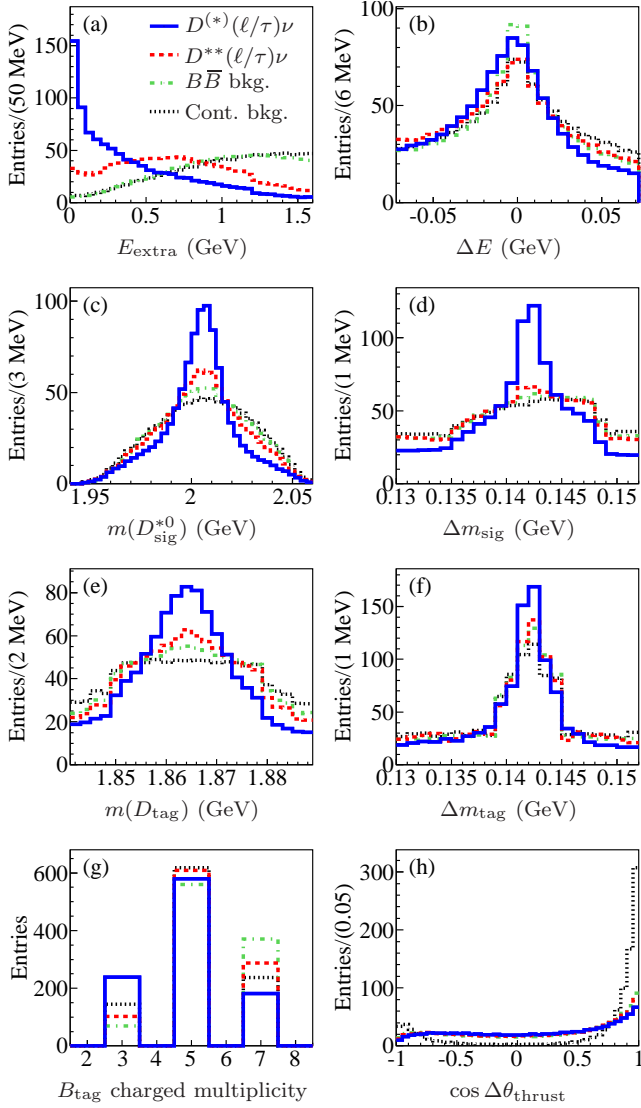 (a)
D(*)(ℓ/τ)ν
D**(ℓ/τ)ν
BB̅ bkg.
Cont. bkg.
Entries/(50 MeV)
150
100
50
0
0 0.5 1 1.5
E_extra (GeV)
(b)
Entries/(6 MeV)
60
40
20
0
-0.05 0 0.05
ΔE (GeV)
(c)
Entries/(3 MeV)
100
50
0
1.95 2 2.05
m(D*0_sig) (GeV)
(d)
Entries/(1 MeV)
100
50
0
0.13 0.135 0.14 0.145 0.15
Δm_sig (GeV)
(e)
Entries/(2 MeV)
80
60
40
20
0
1.85 1.86 1.87 1.88
m(D_tag) (GeV)
(f)
Entries/(1 MeV)
150
100
50
0
0.13 0.135 0.14 0.145 0.15
Δm_tag (GeV)
(g)
Entries
600
400
200
0
2 3 4 5 6 7 8
B_tag charged multiplicity
(h)
Entries/(0.05)
300
200
100
0
-1 -0.5 0 0.5 1
cos Δθ_thrust